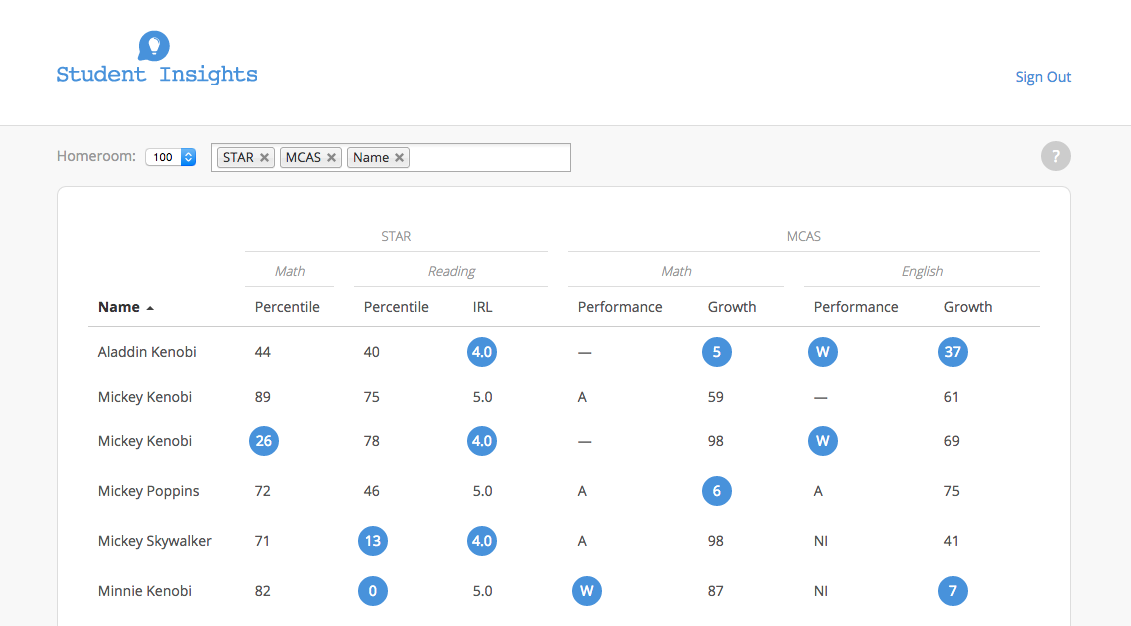 Student Insights
Sign Out
Homeroom: 100 STAR × MCAS × Name × ?
STAR MCAS
Math Reading Math English
Name Percentile Percentile IRL Performance Growth Performance Growth
Aladdin Kenobi 44 40 4.0 — 5 W 37
Mickey Kenobi 89 75 5.0 A 59 — 61
Mickey Kenobi 26 78 4.0 — 98 W 69
Mickey Poppins 72 46 5.0 A 6 A 75
Mickey Skywalker 71 13 4.0 A 98 NI 41
Minnie Kenobi 82 0 5.0 W 87 NI 7